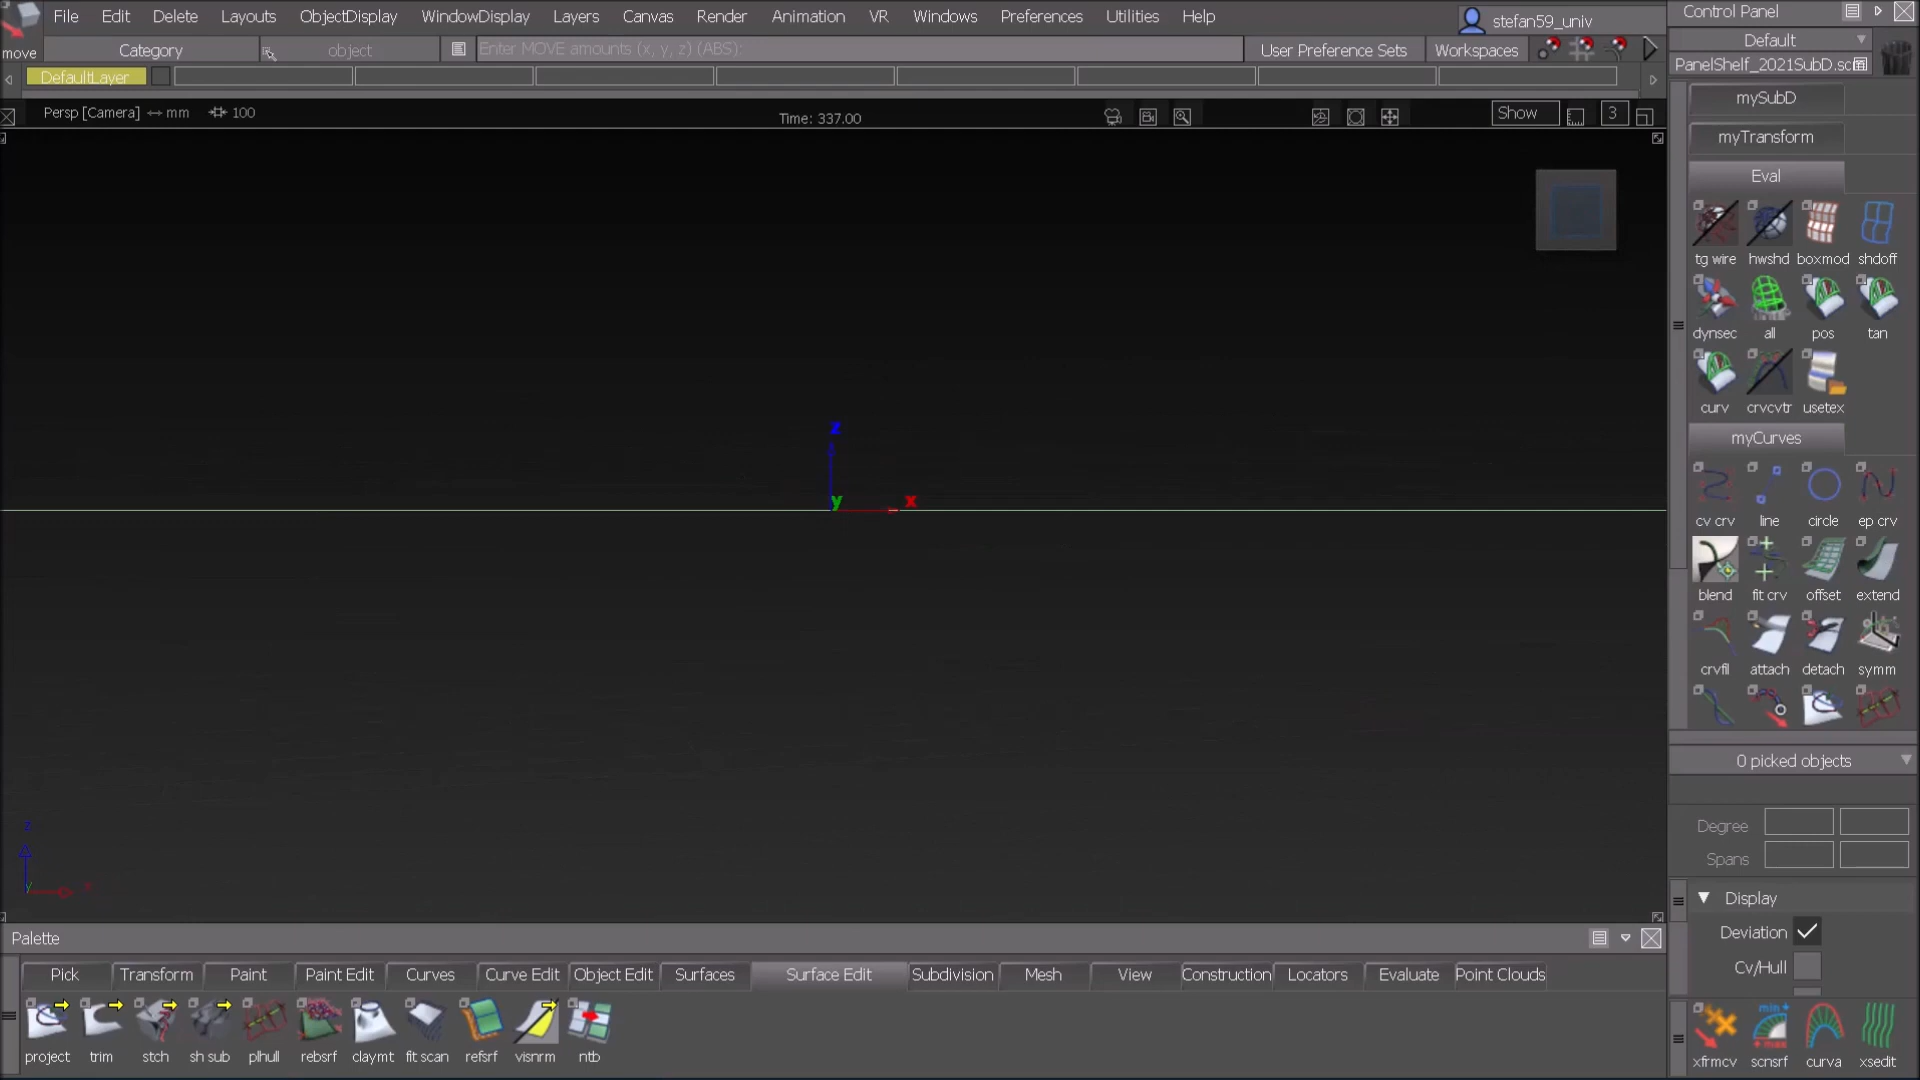 File Edit Delete Layouts ObjectDisplay WindowDisplay Layers Canvas Render Animation VR Windows Preferences Utilities Help
stefan59_univ
Control Panel
move
Category
object
Enter MOVE amounts (x, y, z) (ABS):
User Preference Sets
Workspaces
Default
PanelShelf_2021SubD.sc
DefaultLayer
Persp [Camera] mm 100
Time: 337.00
Show
3
mySubD
myTransform
Eval
tg wire hwshd boxmod shdoff
dynsec all pos tan
curv crvcvtr usetex
myCurves
cv crv line circle ep crv
blend fit crv offset extend
crvfil attach detach symm
z
y
x
z
y
x
0 picked objects
Degree
Spans
Display
Deviation
Cv/Hull
xfrmcv scnsrf curva xsedit
min+
+max
Palette
Pick Transform Paint Paint Edit Curves Curve Edit Object Edit Surfaces Surface Edit Subdivision Mesh View Construction Locators Evaluate Point Clouds
project trim stch sh sub plhull rebsrf claymt fit scan refsrf visnrm ntb